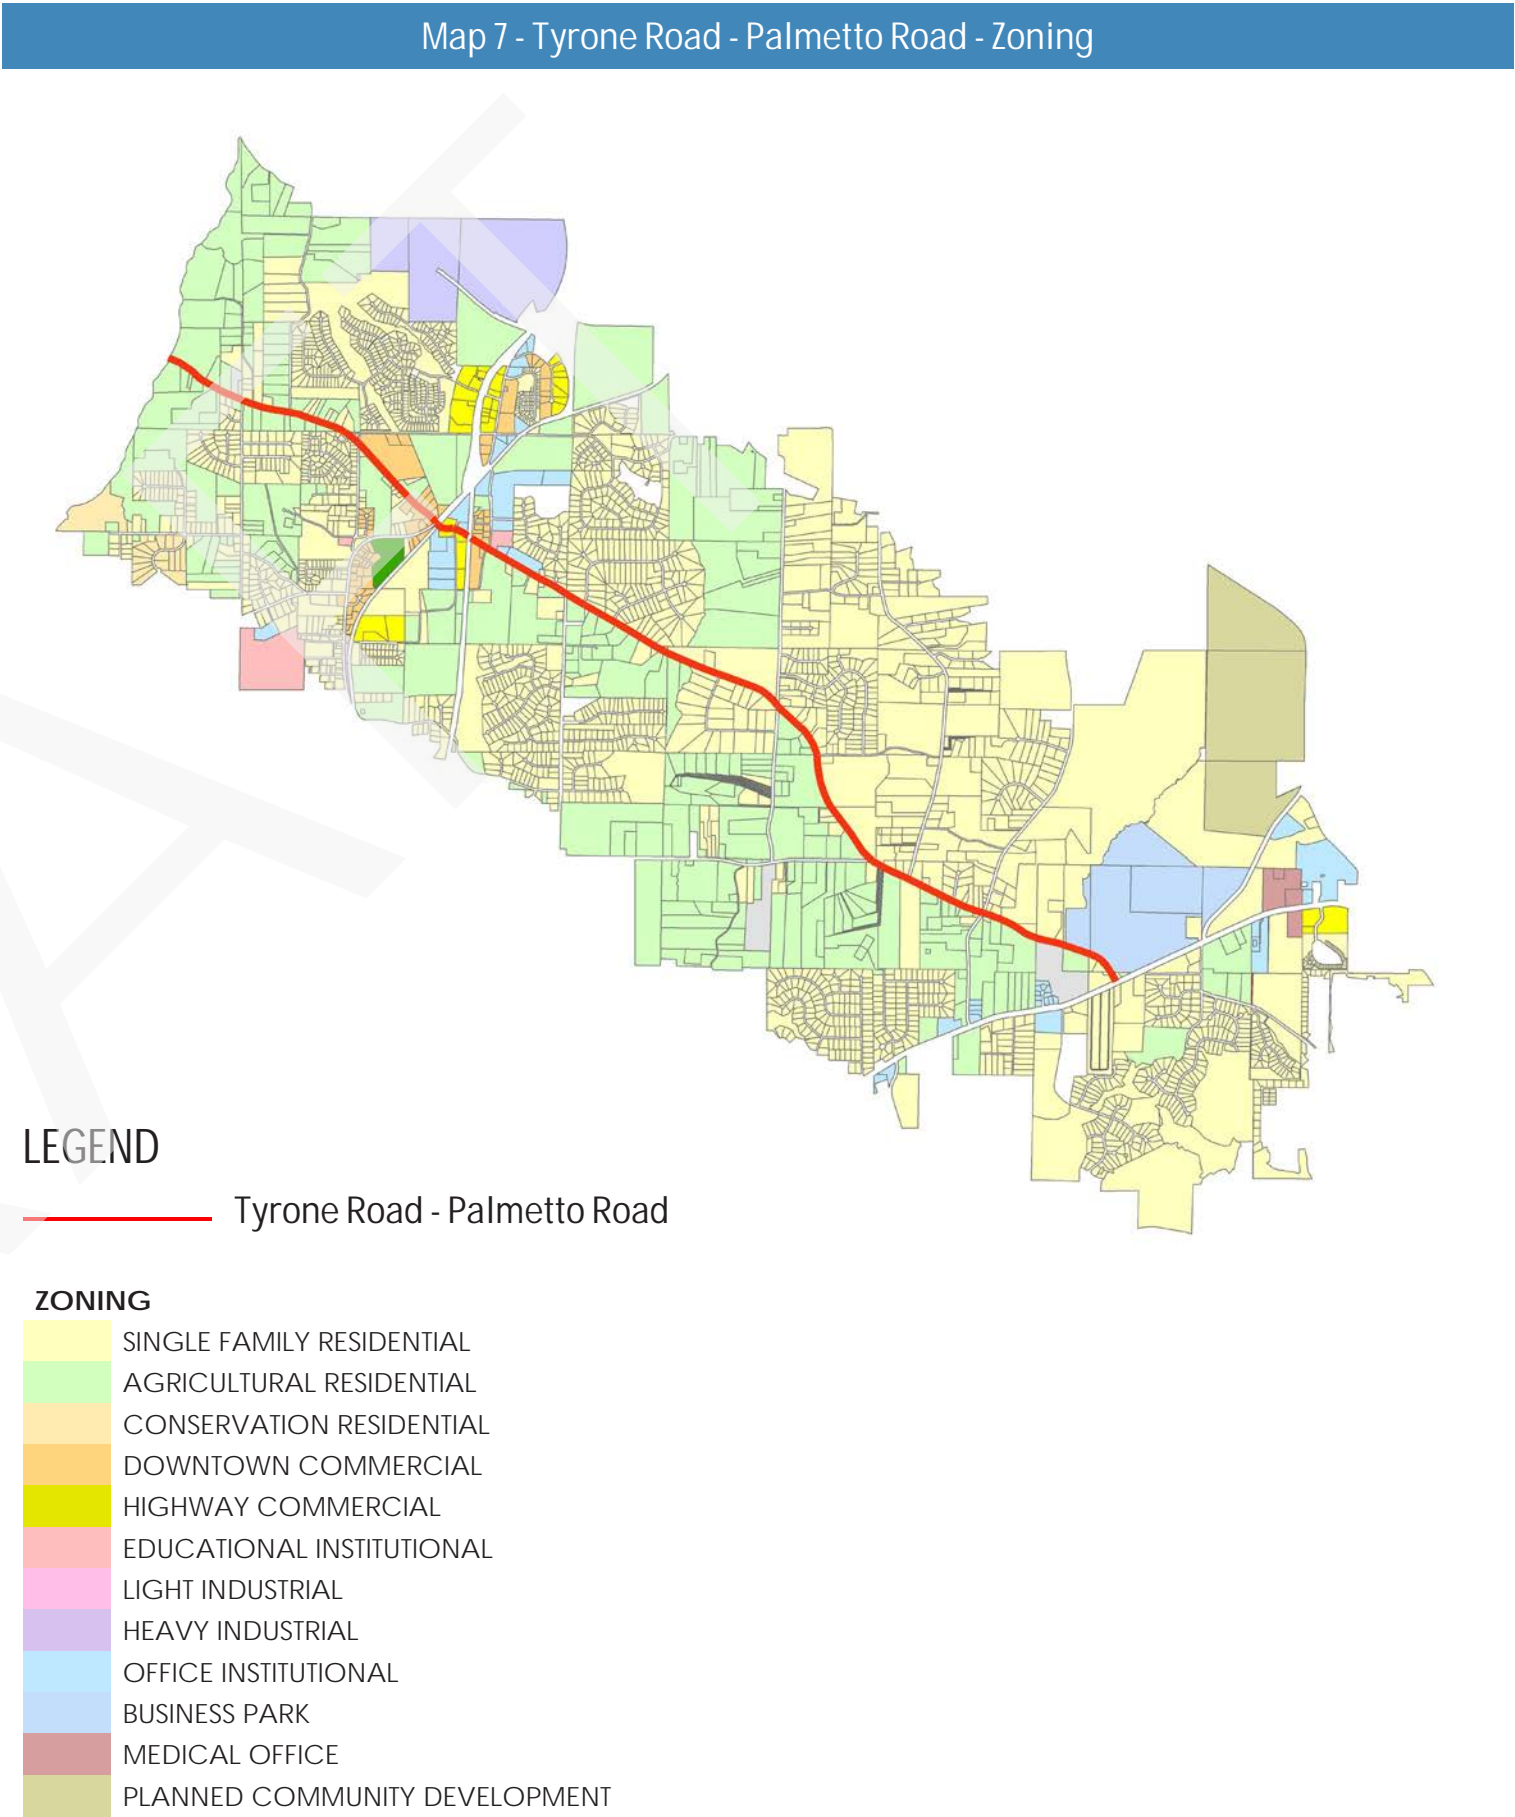 Map 7 - Tyrone Road - Palmetto Road - Zoning
LEGEND
Tyrone Road - Palmetto Road
ZONING
SINGLE FAMILY RESIDENTIAL
AGRICULTURAL RESIDENTIAL
CONSERVATION RESIDENTIAL
DOWNTOWN COMMERCIAL
HIGHWAY COMMERCIAL
EDUCATIONAL INSTITUTIONAL
LIGHT INDUSTRIAL
HEAVY INDUSTRIAL
OFFICE INSTITUTIONAL
BUSINESS PARK
MEDICAL OFFICE
PLANNED COMMUNITY DEVELOPMENT